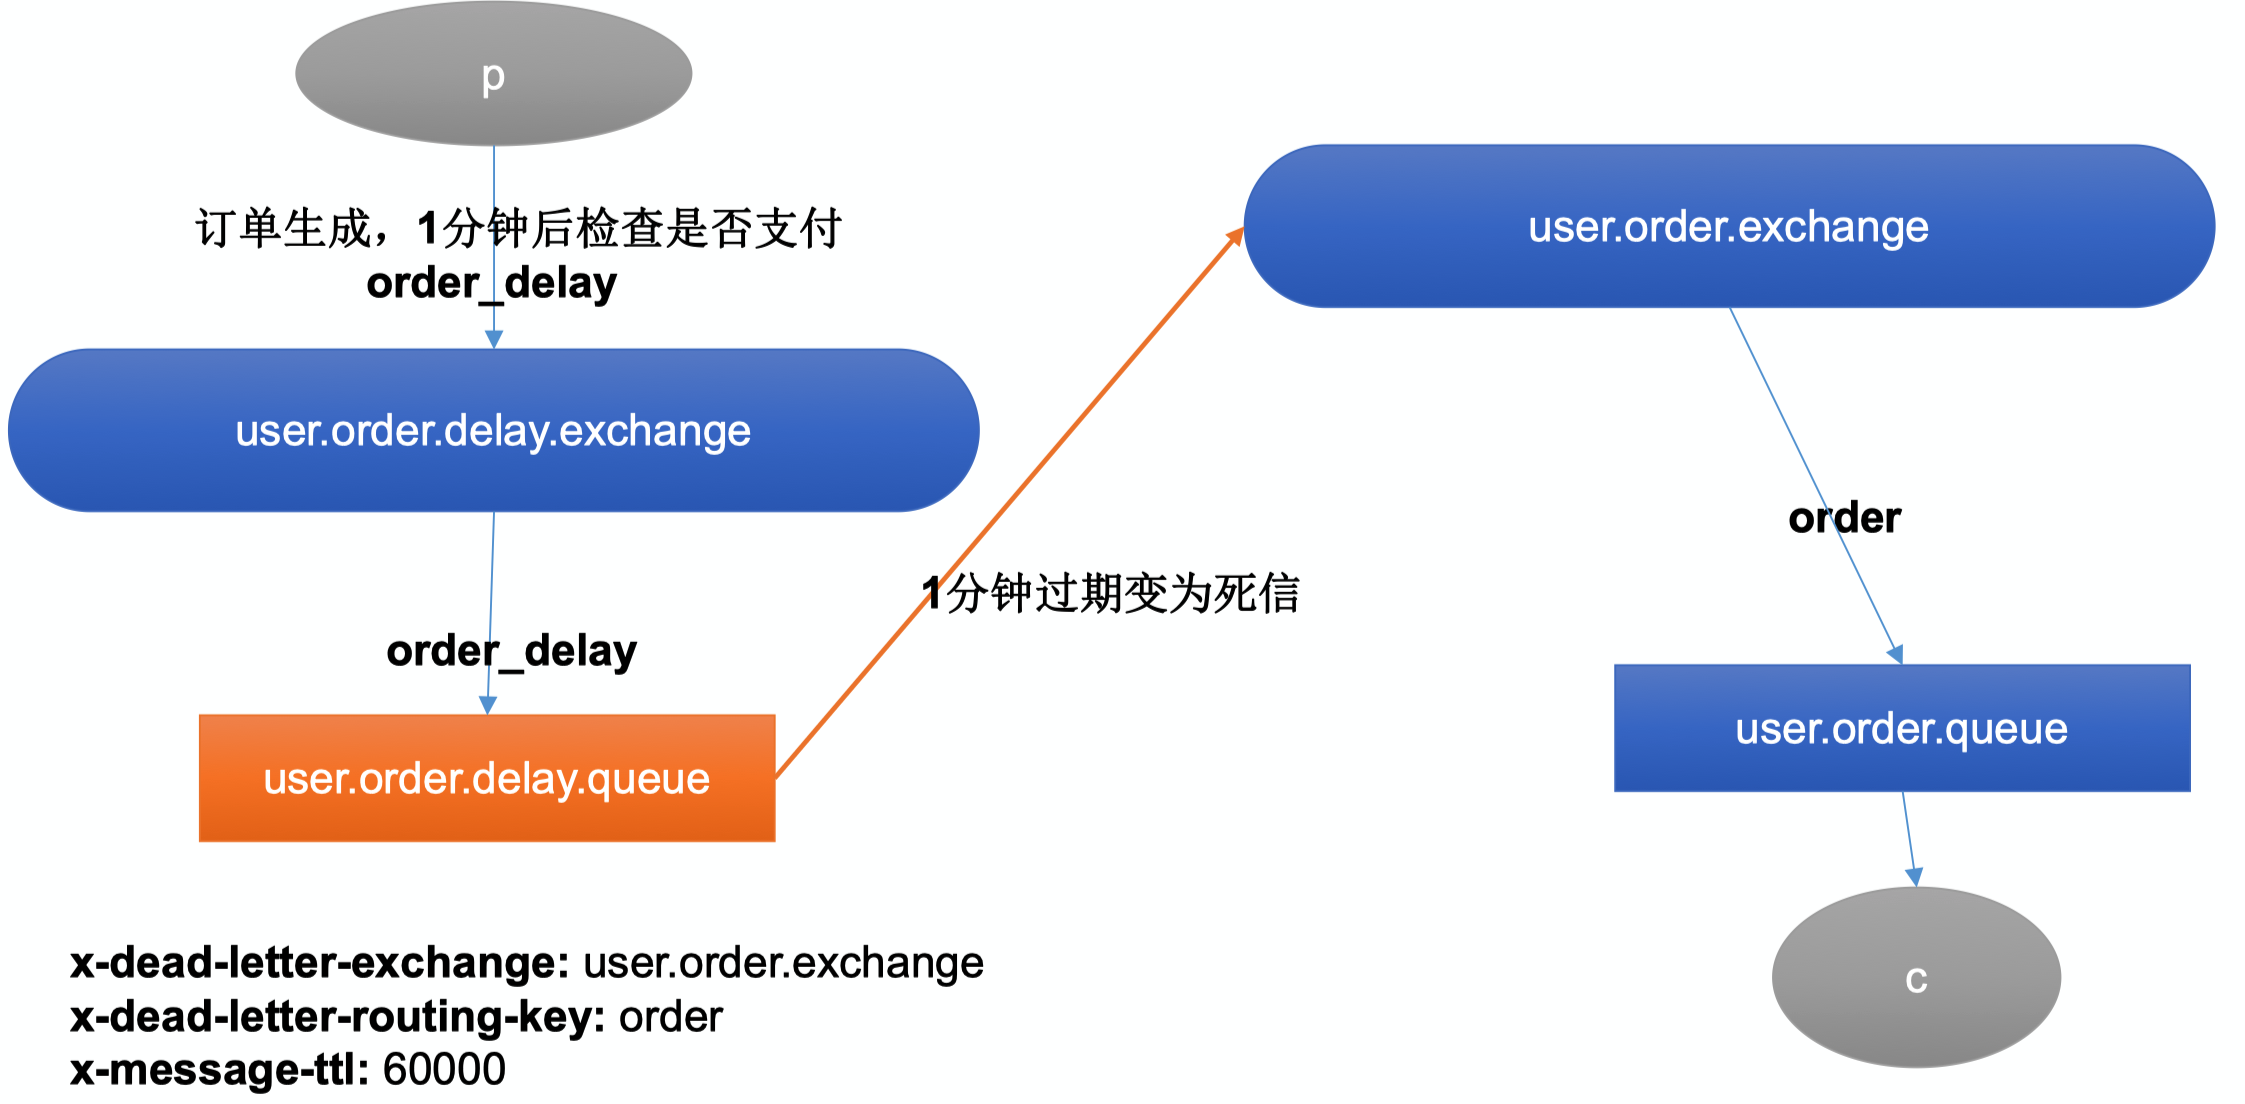 p
订单生成，1分钟后检查是否支付
order_delay
user.order.delay.exchange
order_delay
user.order.delay.queue
1分钟过期变为死信
user.order.exchange
order
user.order.queue
c
x-dead-letter-exchange: user.order.exchange
x-dead-letter-routing-key: order
x-message-ttl: 60000